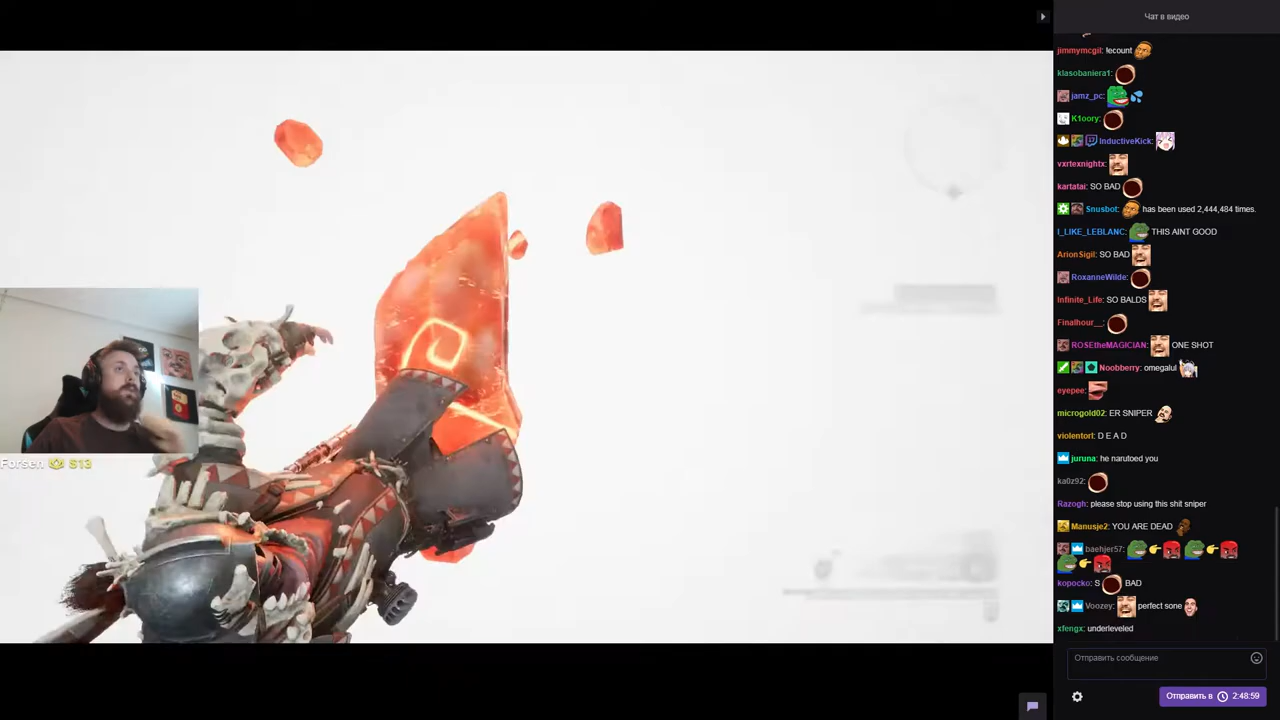 Чат в видео
jimmymcgil: !ecount
klasobaniera1:
jamz_pc:
K1oory:
InductiveKick:
vxrtexnightx:
kartatai: SO BAD
Snusbot: has been used 2,444,484 times.
I_LIKE_LEBLANC: THIS AINT GOOD
ArionSigil: SO BAD
RoxanneWilde:
Infinite_Life: SO BALDS
Finalhour__:
ROSEtheMAGICIAN: ONE SHOT
Noobberry: omegalul
eyepee:
microgold02: ER SNIPER
violentort: D E A D
juruna: he narutoed you
ka0z92:
Razogh: please stop using this shit sniper
Manusje2: YOU ARE DEAD
baehjer57:
kopocko: S BAD
Voozey: perfect sone
xfengx: underleveled
Forsen S13
Отправить сообщение
Отправить в 2:48:59